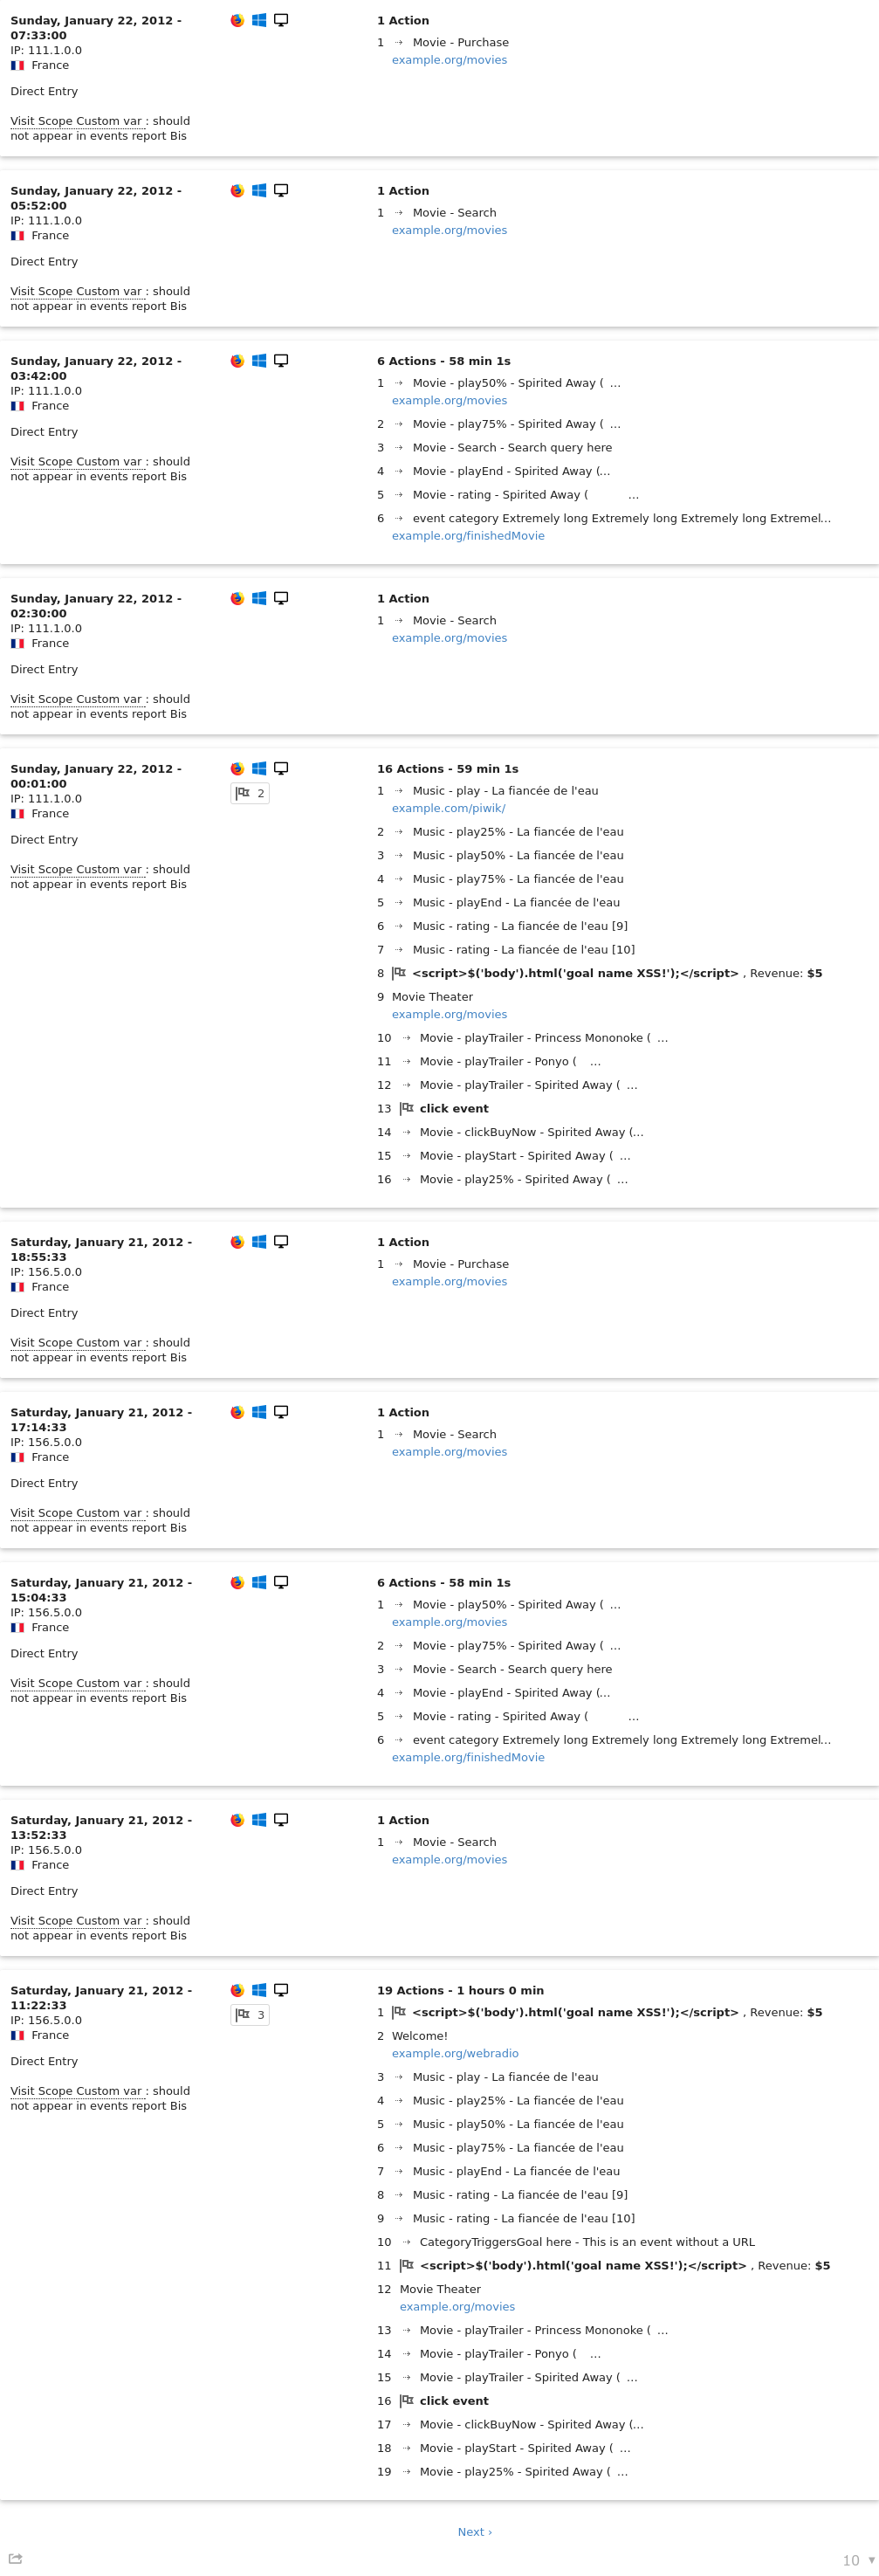 Sunday, January 22, 2012 -
07:33:00
IP: 111.1.0.0
France
Direct Entry
Visit Scope Custom var : should
not appear in events report Bis
1 Action
1 ⇢ Movie - Purchase
example.org/movies
Sunday, January 22, 2012 -
05:52:00
IP: 111.1.0.0
France
Direct Entry
Visit Scope Custom var : should
not appear in events report Bis
1 Action
1 ⇢ Movie - Search
example.org/movies
Sunday, January 22, 2012 -
03:42:00
IP: 111.1.0.0
France
Direct Entry
Visit Scope Custom var : should
not appear in events report Bis
6 Actions - 58 min 1s
1 ⇢ Movie - play50% - Spirited Away ( ...
example.org/movies
2 ⇢ Movie - play75% - Spirited Away ( ...
3 ⇢ Movie - Search - Search query here
4 ⇢ Movie - playEnd - Spirited Away (...
5 ⇢ Movie - rating - Spirited Away ( ...
6 ⇢ event category Extremely long Extremely long Extremely long Extremel...
example.org/finishedMovie
Sunday, January 22, 2012 -
02:30:00
IP: 111.1.0.0
France
Direct Entry
Visit Scope Custom var : should
not appear in events report Bis
1 Action
1 ⇢ Movie - Search
example.org/movies
Sunday, January 22, 2012 -
00:01:00
IP: 111.1.0.0
France
Direct Entry
Visit Scope Custom var : should
not appear in events report Bis
2
16 Actions - 59 min 1s
1 ⇢ Music - play - La fiancée de l'eau
example.com/piwik/
2 ⇢ Music - play25% - La fiancée de l'eau
3 ⇢ Music - play50% - La fiancée de l'eau
4 ⇢ Music - play75% - La fiancée de l'eau
5 ⇢ Music - playEnd - La fiancée de l'eau
6 ⇢ Music - rating - La fiancée de l'eau [9]
7 ⇢ Music - rating - La fiancée de l'eau [10]
8 <script>$('body').html('goal name XSS!');</script> , Revenue: $5
9 Movie Theater
example.org/movies
10 ⇢ Movie - playTrailer - Princess Mononoke ( ...
11 ⇢ Movie - playTrailer - Ponyo ( ...
12 ⇢ Movie - playTrailer - Spirited Away ( ...
13 click event
14 ⇢ Movie - clickBuyNow - Spirited Away (...
15 ⇢ Movie - playStart - Spirited Away ( ...
16 ⇢ Movie - play25% - Spirited Away ( ...
Saturday, January 21, 2012 -
18:55:33
IP: 156.5.0.0
France
Direct Entry
Visit Scope Custom var : should
not appear in events report Bis
1 Action
1 ⇢ Movie - Purchase
example.org/movies
Saturday, January 21, 2012 -
17:14:33
IP: 156.5.0.0
France
Direct Entry
Visit Scope Custom var : should
not appear in events report Bis
1 Action
1 ⇢ Movie - Search
example.org/movies
Saturday, January 21, 2012 -
15:04:33
IP: 156.5.0.0
France
Direct Entry
Visit Scope Custom var : should
not appear in events report Bis
6 Actions - 58 min 1s
1 ⇢ Movie - play50% - Spirited Away ( ...
example.org/movies
2 ⇢ Movie - play75% - Spirited Away ( ...
3 ⇢ Movie - Search - Search query here
4 ⇢ Movie - playEnd - Spirited Away (...
5 ⇢ Movie - rating - Spirited Away ( ...
6 ⇢ event category Extremely long Extremely long Extremely long Extremel...
example.org/finishedMovie
Saturday, January 21, 2012 -
13:52:33
IP: 156.5.0.0
France
Direct Entry
Visit Scope Custom var : should
not appear in events report Bis
1 Action
1 ⇢ Movie - Search
example.org/movies
Saturday, January 21, 2012 -
11:22:33
IP: 156.5.0.0
France
Direct Entry
Visit Scope Custom var : should
not appear in events report Bis
3
19 Actions - 1 hours 0 min
1 <script>$('body').html('goal name XSS!');</script> , Revenue: $5
2 Welcome!
example.org/webradio
3 ⇢ Music - play - La fiancée de l'eau
4 ⇢ Music - play25% - La fiancée de l'eau
5 ⇢ Music - play50% - La fiancée de l'eau
6 ⇢ Music - play75% - La fiancée de l'eau
7 ⇢ Music - playEnd - La fiancée de l'eau
8 ⇢ Music - rating - La fiancée de l'eau [9]
9 ⇢ Music - rating - La fiancée de l'eau [10]
10 ⇢ CategoryTriggersGoal here - This is an event without a URL
11 <script>$('body').html('goal name XSS!');</script> , Revenue: $5
12 Movie Theater
example.org/movies
13 ⇢ Movie - playTrailer - Princess Mononoke ( ...
14 ⇢ Movie - playTrailer - Ponyo ( ...
15 ⇢ Movie - playTrailer - Spirited Away ( ...
16 click event
17 ⇢ Movie - clickBuyNow - Spirited Away (...
18 ⇢ Movie - playStart - Spirited Away ( ...
19 ⇢ Movie - play25% - Spirited Away ( ...
Next ›
10 ▾